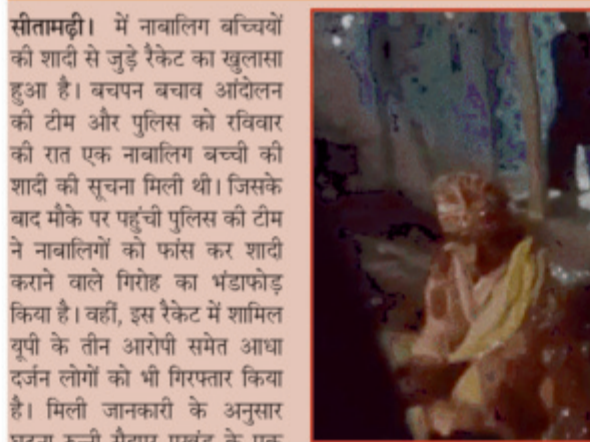 सीतामढ़ी। में नाबालिग बच्चियों
की शादी से जुड़े रैकेट का खुलासा
हुआ है। बचपन बचाव आंदोलन
की टीम और पुलिस को रविवार
की रात एक नाबालिग बच्ची की
शादी की सूचना मिली थी। जिसके
बाद मौके पर पहुंची पुलिस की टीम
ने नाबालिगों को फांस कर शादी
कराने वाले गिरोह का भंडाफोड़
किया है। वहीं, इस रैकेट में शामिल
यूपी के तीन आरोपी समेत आधा
दर्जन लोगों को भी गिरफ्तार किया
है। मिली जानकारी के अनुसार